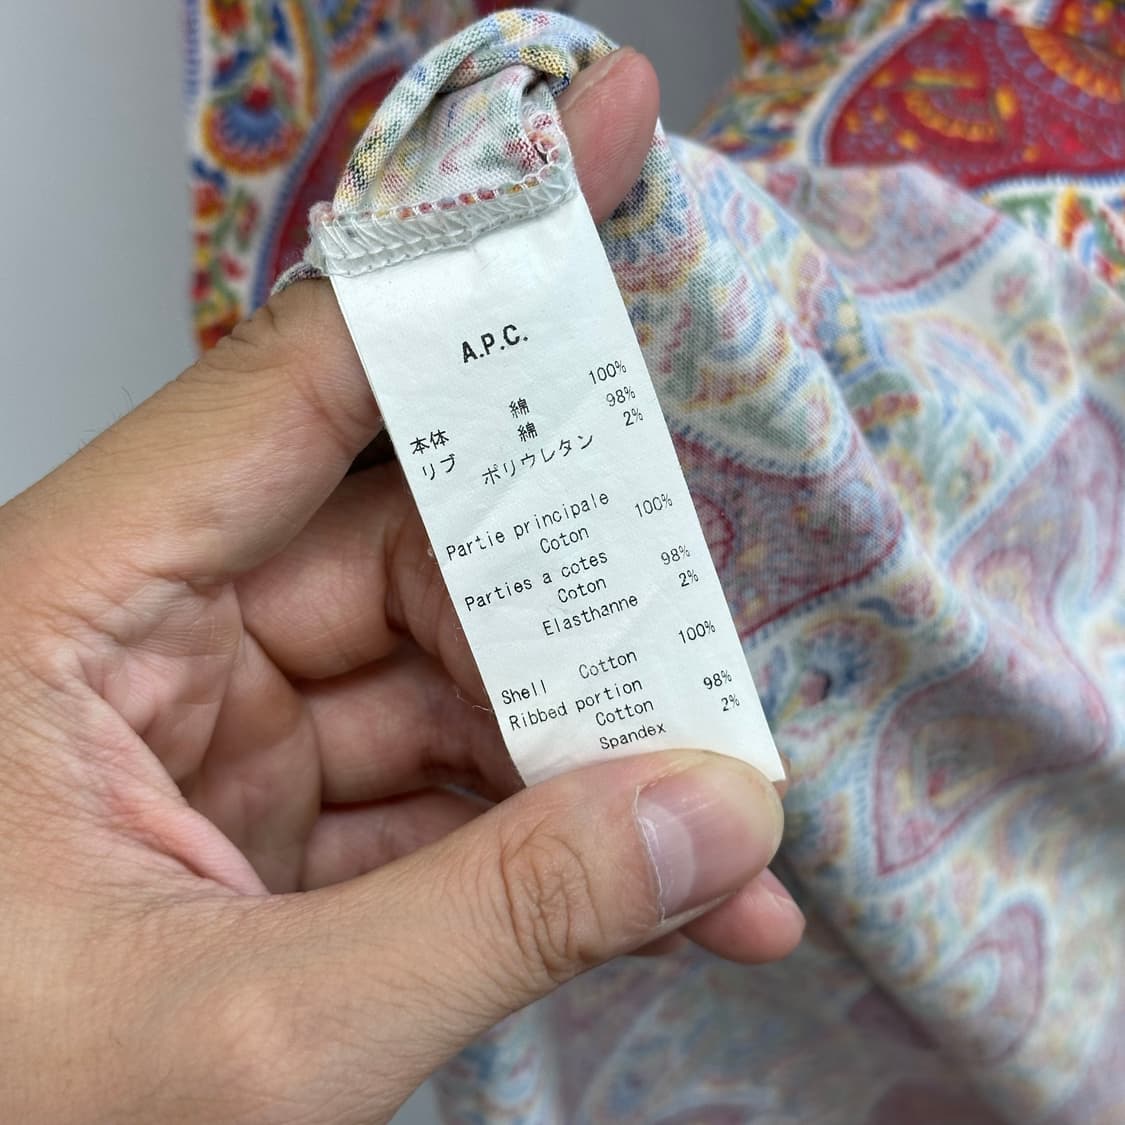 A.P.C.
本体 綿 100%
リブ 綿 98%
ポリウレタン 2%
Partie principale
Coton 100%
Parties a cotes
Coton 98%
Elasthanne 2%
Shell Cotton 100%
Ribbed portion
Cotton 98%
Spandex 2%